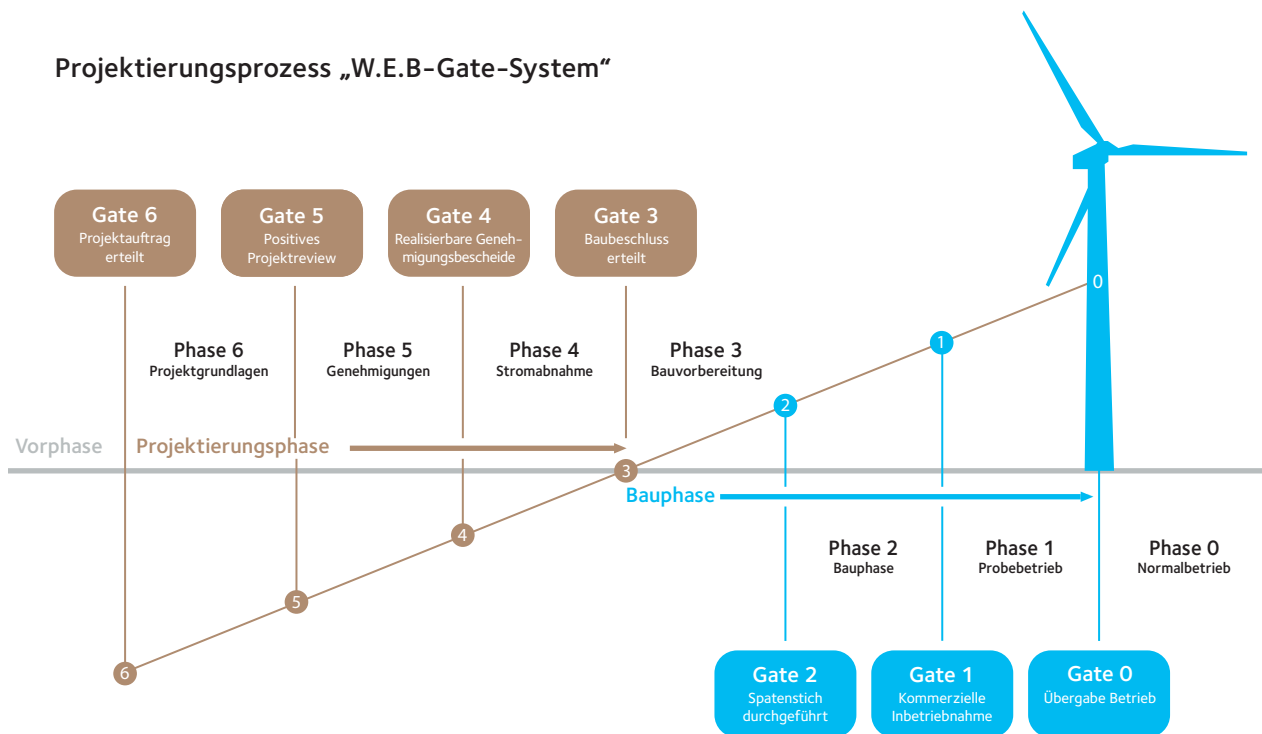 Projektierungsprozess „W.E.B-Gate-System“
Gate 6
Projektauftrag
erteilt
Gate 5
Positives
Projektreview
Gate 4
Realisierbare Geneh-
migungsbescheide
Gate 3
Baubeschluss
erteilt
0
Phase 6
Projektgrundlagen
Phase 5
Genehmigungen
Phase 4
Stromabnahme
Phase 3
Bauvorbereitung
1
2
Vorphase
Projektierungsphase
3
Bauphase
4
Phase 2
Bauphase
Phase 1
Probebetrieb
Phase 0
Normalbetrieb
5
6
Gate 2
Spatenstich
durchgeführt
Gate 1
Kommerzielle
Inbetriebnahme
Gate 0
Übergabe Betrieb